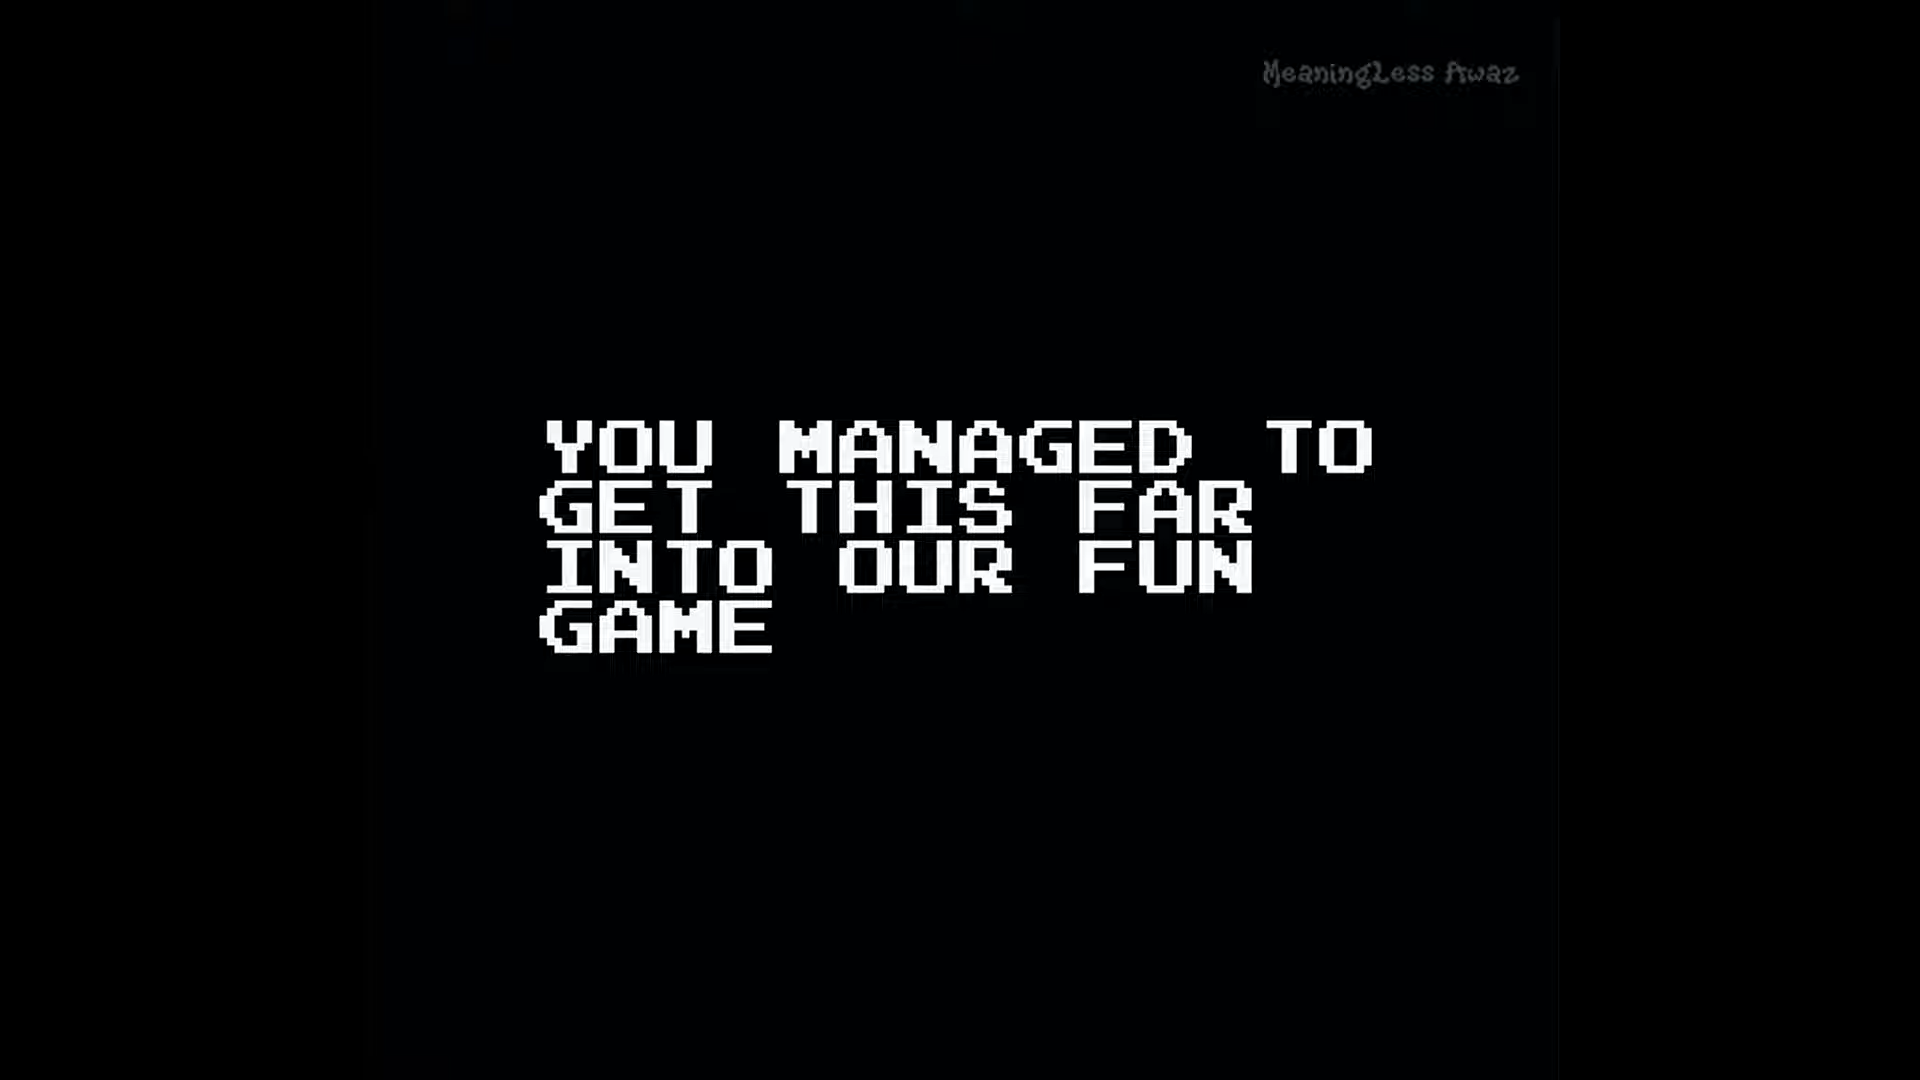 MeaningLess Awaz
YOU MANAGED TO
GET THIS FAR
INTO OUR FUN
GAME